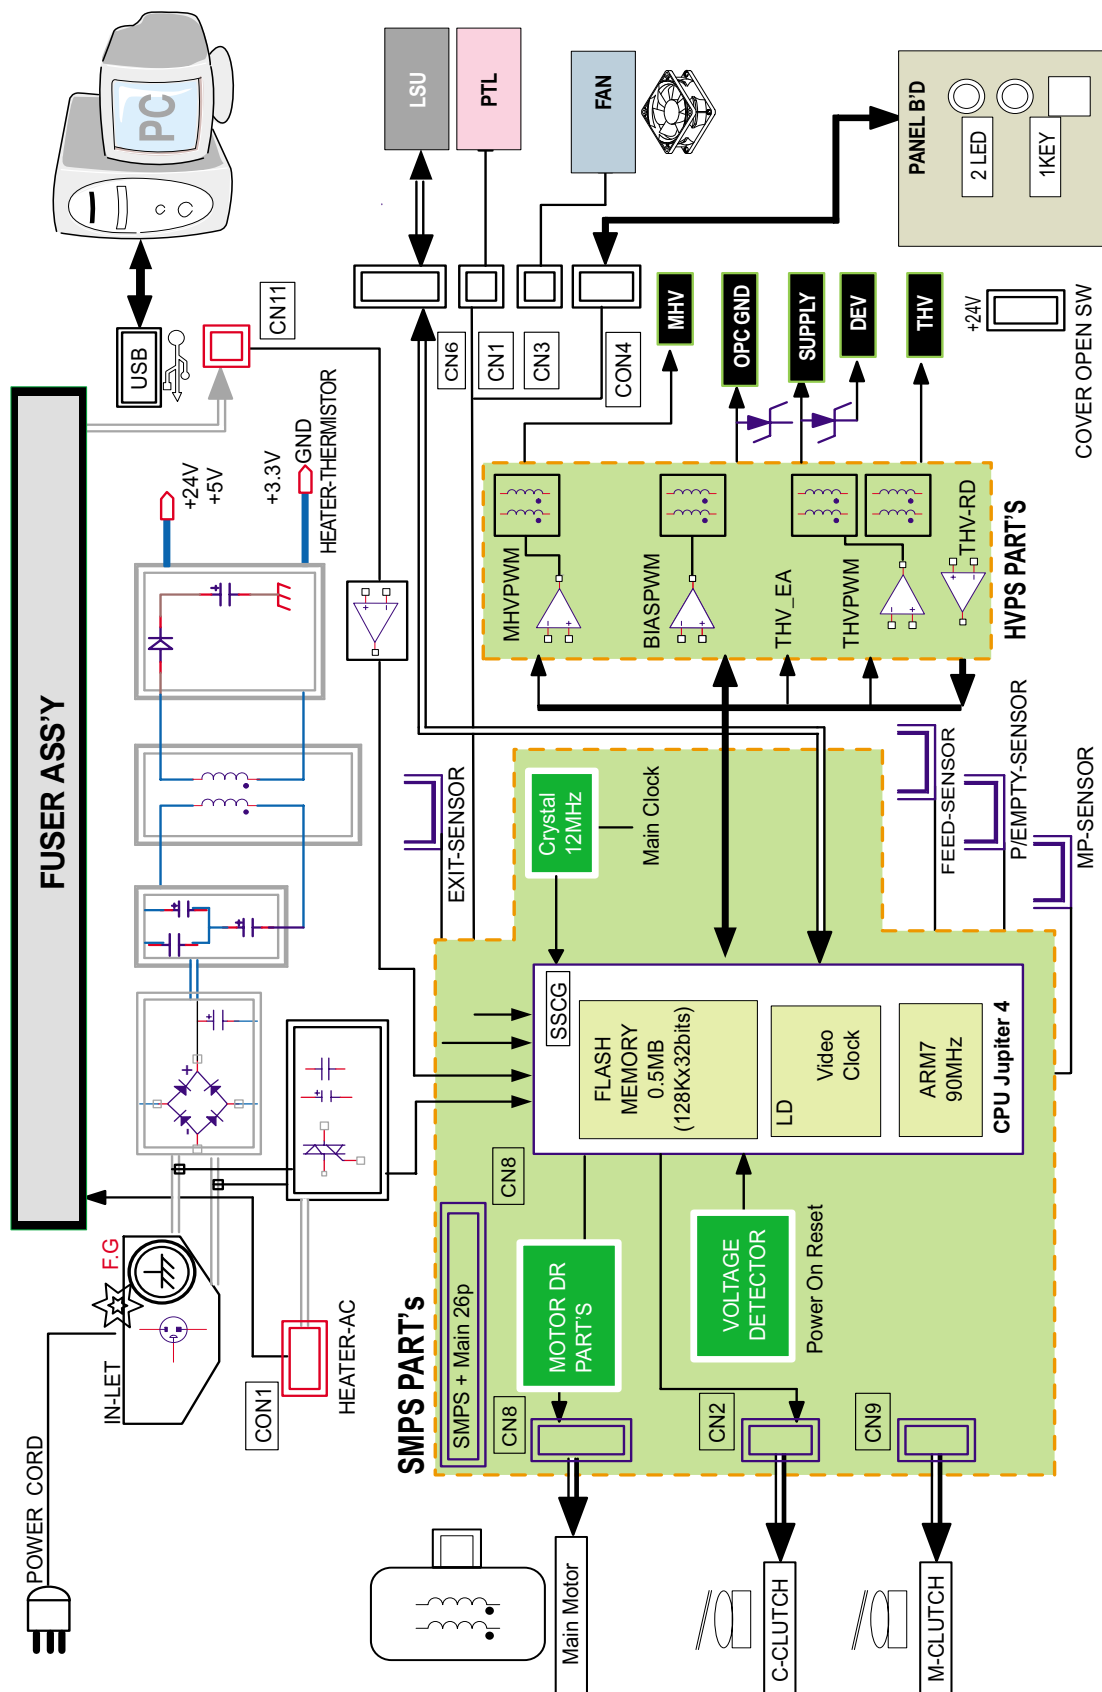 POWER CORD
IN-LET
F.G
CON1
HEATER-AC
FUSER ASS'Y
PC
USB
CN11
+24V
+5V
+3.3V
GND
HEATER-THERMISTOR
EXIT-SENSOR
LSU
PTL
FAN
PANEL B'D
2 LED
1KEY
CN6
CN1
CN3
CON4
MHV
OPC GND
SUPPLY
DEV
THV
+24V
COVER OPEN SW
MHVPWM
BIASPWM
THV_EA
THVPWM
THV-RD
HVPS PART'S
SMPS PART's
SMPS + Main 26p
CN8
MOTOR DR
PART'S
CN8
Main Motor
VOLTAGE
DETECTOR
Power On Reset
CN2
C-CLUTCH
CN9
M-CLUTCH
Crystal
12MHz
Main Clock
SSCG
FLASH
MEMORY
0.5MB
(128Kx32bits)
LD
Video
Clock
ARM7
90MHz
CPU Jupiter 4
FEED-SENSOR
P/EMPTY-SENSOR
MP-SENSOR